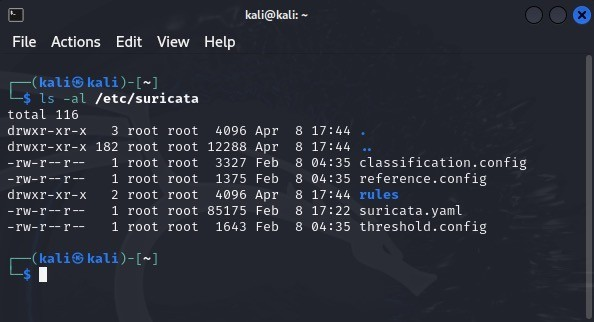 kali@kali: ~
File Actions Edit View Help
┌──(kali㉿kali)-[~]
└─$ ls -al /etc/suricata
total 116
drwxr-xr-x   3 root root  4096 Apr  8 17:44 .
drwxr-xr-x 182 root root 12288 Apr  8 17:44 ..
-rw-r--r--   1 root root  3327 Feb  8 04:35 classification.config
-rw-r--r--   1 root root  1375 Feb  8 04:35 reference.config
drwxr-xr-x   2 root root  4096 Apr  8 17:44 rules
-rw-r--r--   1 root root 85175 Feb  8 17:22 suricata.yaml
-rw-r--r--   1 root root  1643 Feb  8 04:35 threshold.config
┌──(kali㉿kali)-[~]
└─$